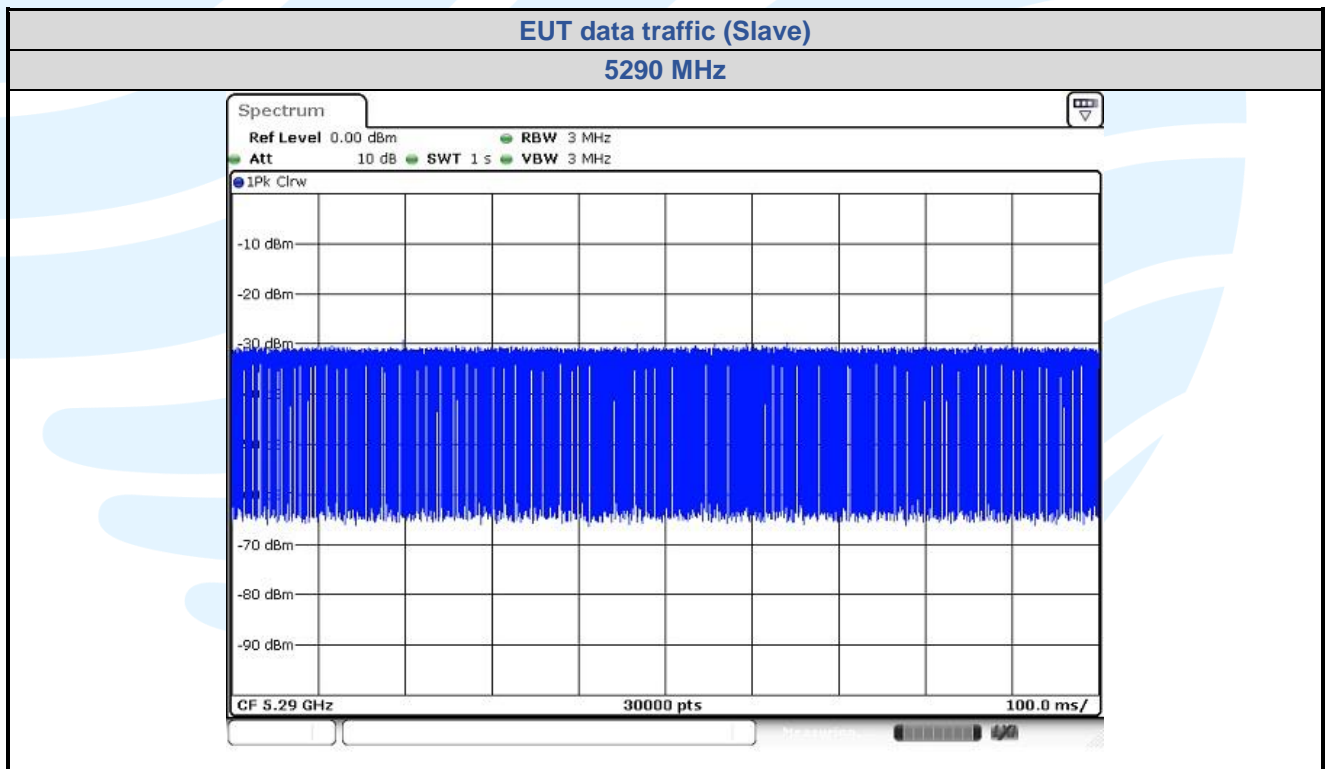 EUT data traffic (Slave)
5290 MHz
Spectrum
Ref Level 0.00 dBm RBW 3 MHz
Att 10 dB SWT 1 s VBW 3 MHz
1Pk Clrw
-10 dBm
-20 dBm
-30 dBm
-70 dBm
-80 dBm
-90 dBm
CF 5.29 GHz 30000 pts 100.0 ms/